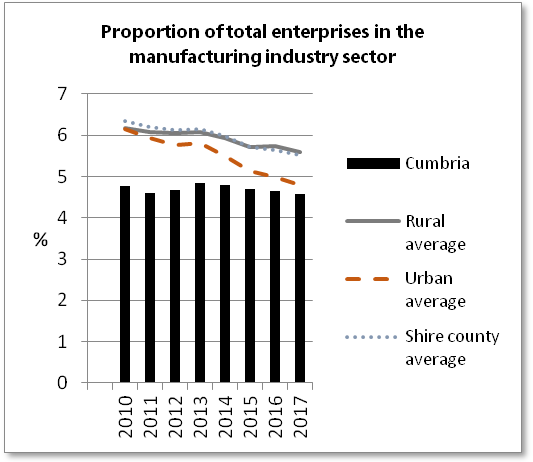 Proportion of total enterprises in the
manufacturing industry sector
7
6
5
4
3
2
1
0
%
2010
2011
2012
2013
2014
2015
2016
2017
Cumbria
Rural
average
Urban
average
Shire county
average